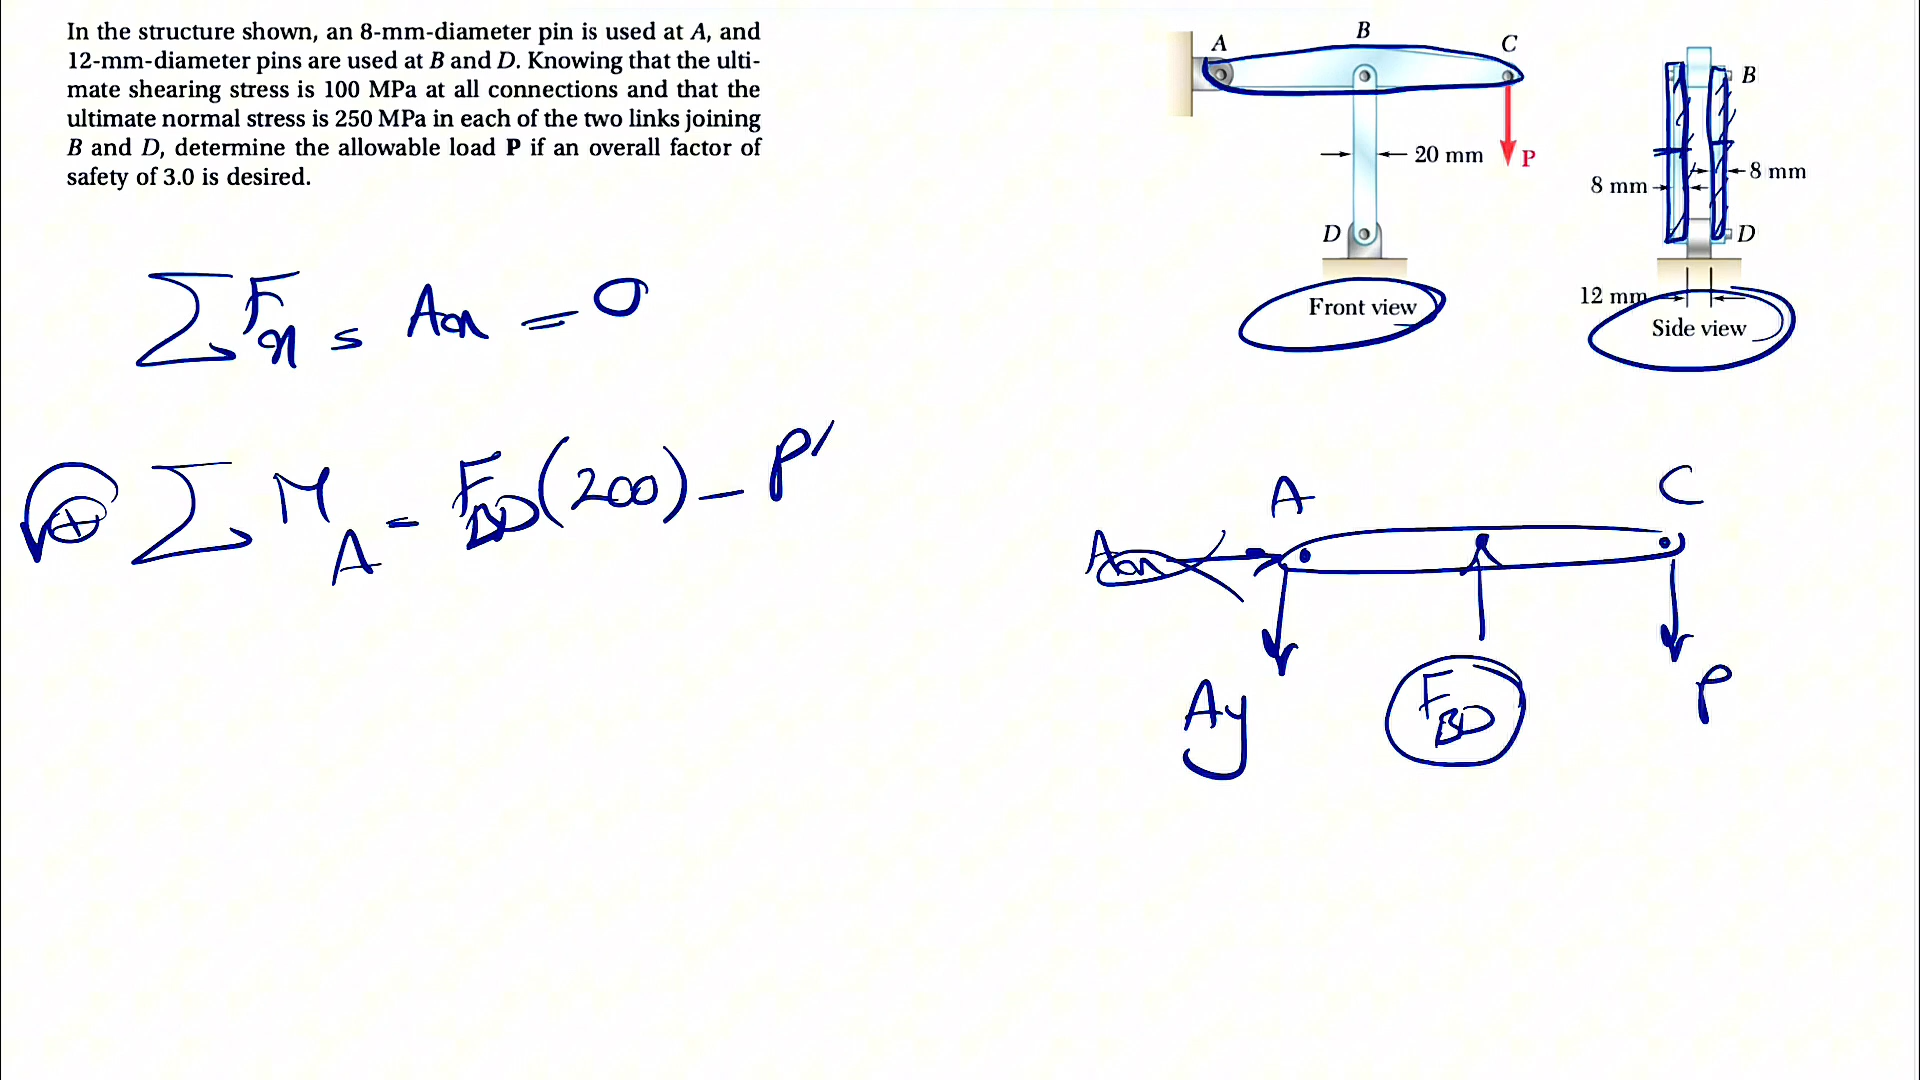 In the structure shown, an 8-mm-diameter pin is used at A, and
12-mm-diameter pins are used at B and D. Knowing that the ulti-
mate shearing stress is 100 MPa at all connections and that the
ultimate normal stress is 250 MPa in each of the two links joining
B and D, determine the allowable load P if an overall factor of
safety of 3.0 is desired.
A
B
C
20 mm
P
D
Front view
B
8 mm
8 mm
D
12 mm
Side view
∑Fx = Ax = 0
+ ∑M_A = F_BD(200) - P
A
C
Ax
Ay
F_BD
P